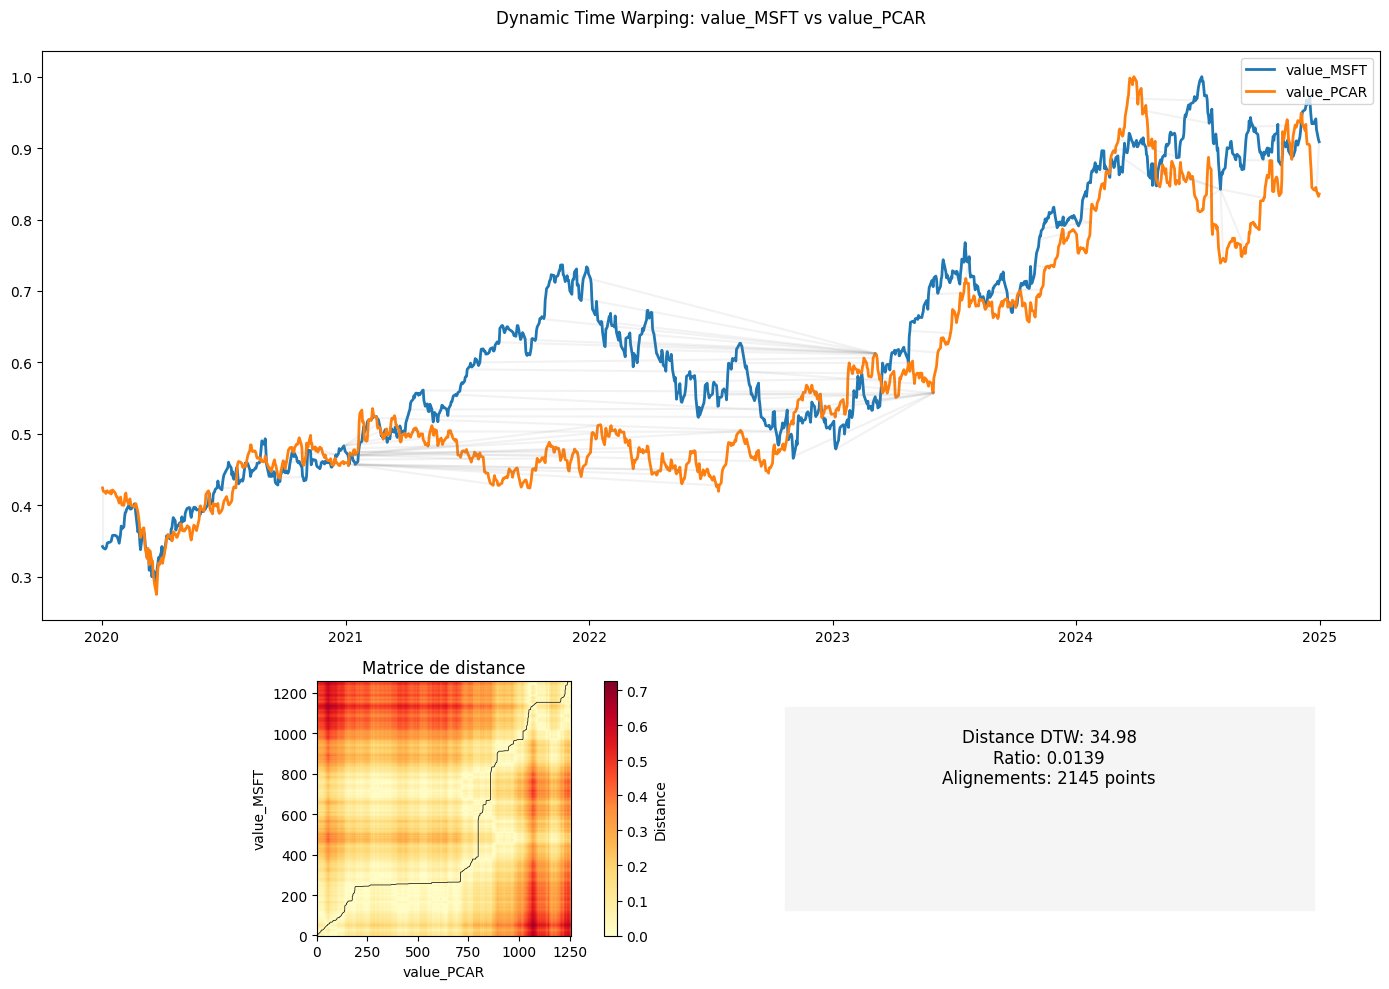 Dynamic Time Warping: value_MSFT vs value_PCAR
1.0
0.9
0.8
0.7
0.6
0.5
0.4
0.3
value_MSFT
value_PCAR
2020 2021 2022 2023 2024 2025
Matrice de distance
1200
1000
800
600
400
200
0
value_MSFT
0 250 500 750 1000 1250
value_PCAR
0.7
0.6
0.5
0.4
0.3
0.2
0.1
0.0
Distance
Distance DTW: 34.98
Ratio: 0.0139
Alignements: 2145 points